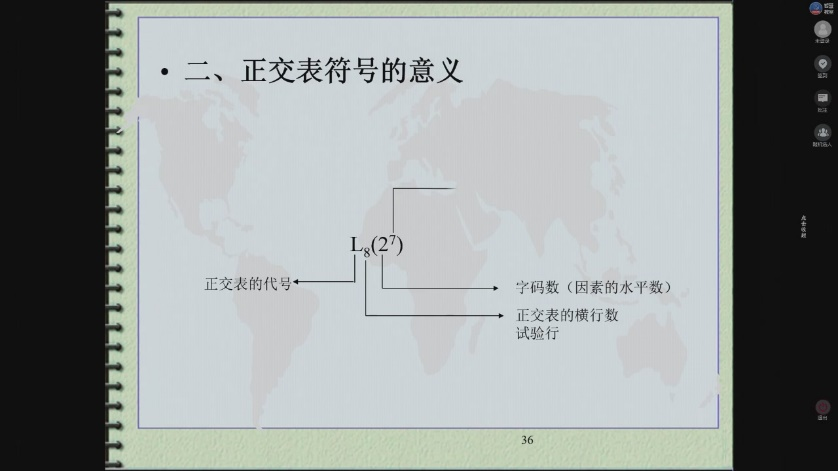 • 二、正交表符号的意义
L₈(2⁷)
正交表的代号
字码数（因素的水平数）
正交表的横行数
试验行
36